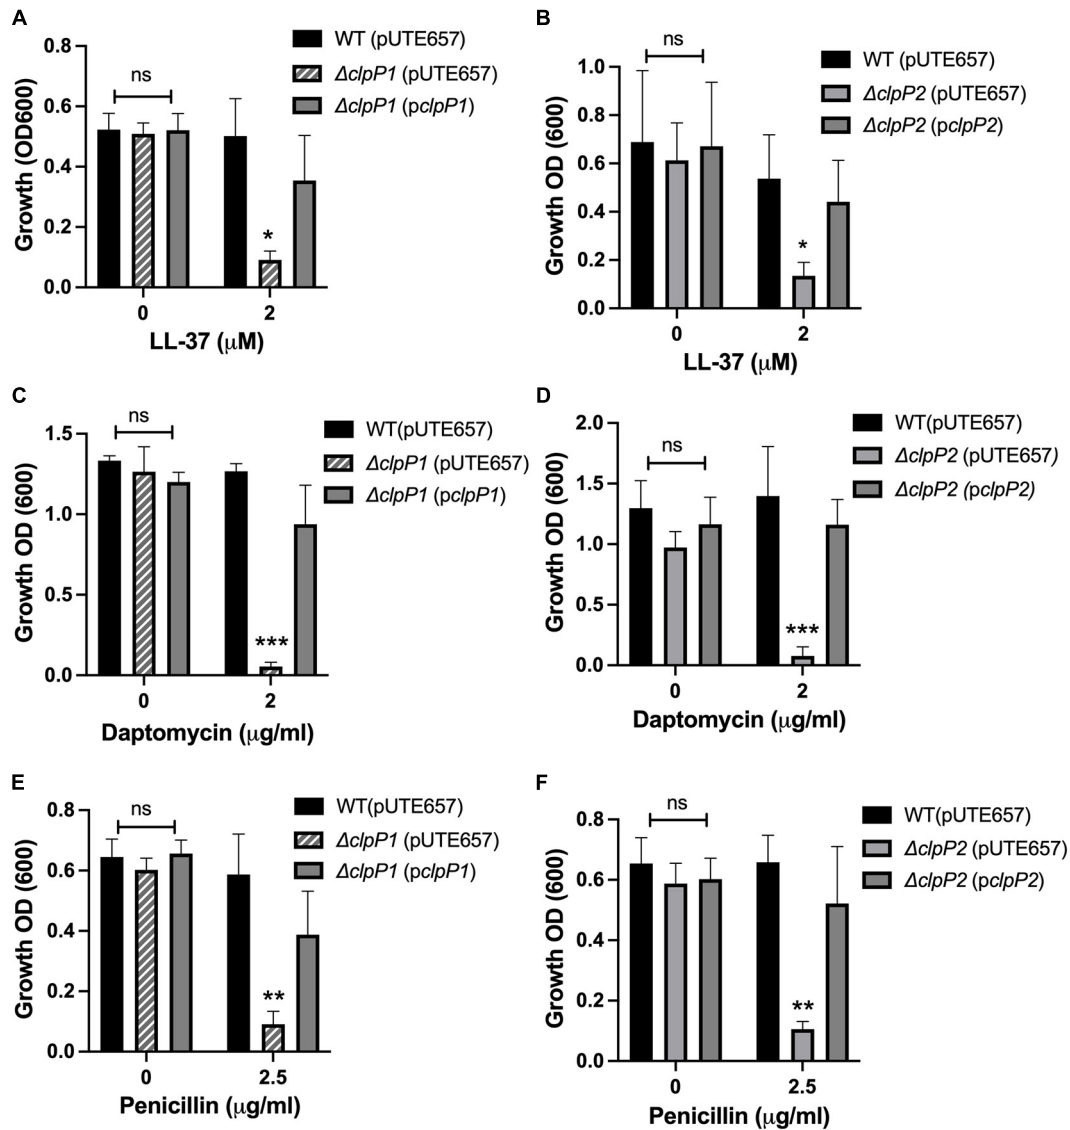 A
Growth (OD600)
0.8
0.6
0.4
0.2
0.0
ns
*
0
2
LL-37 (μM)
WT (pUTE657)
ΔclpP1 (pUTE657)
ΔclpP1 (pclpP1)
B
Growth OD (600)
1.0
0.8
0.6
0.4
0.2
0.0
ns
*
0
2
LL-37 (μM)
WT (pUTE657)
ΔclpP2 (pUTE657)
ΔclpP2 (pclpP2)
C
Growth OD (600)
1.5
1.0
0.5
0.0
ns
***
0
2
Daptomycin (μg/ml)
WT(pUTE657)
ΔclpP1 (pUTE657)
ΔclpP1 (pclpP1)
D
Growth OD (600)
2.0
1.5
1.0
0.5
0.0
ns
***
0
2
Daptomycin (μg/ml)
WT(pUTE657)
ΔclpP2 (pUTE657)
ΔclpP2 (pclpP2)
E
Growth OD (600)
0.8
0.6
0.4
0.2
0.0
ns
**
0
2.5
Penicillin (μg/ml)
WT(pUTE657)
ΔclpP1 (pUTE657)
ΔclpP1 (pclpP1)
F
Growth OD (600)
0.8
0.6
0.4
0.2
0.0
ns
**
0
2.5
Penicillin (μg/ml)
WT(pUTE657)
ΔclpP2 (pUTE657)
ΔclpP2 (pclpP2)